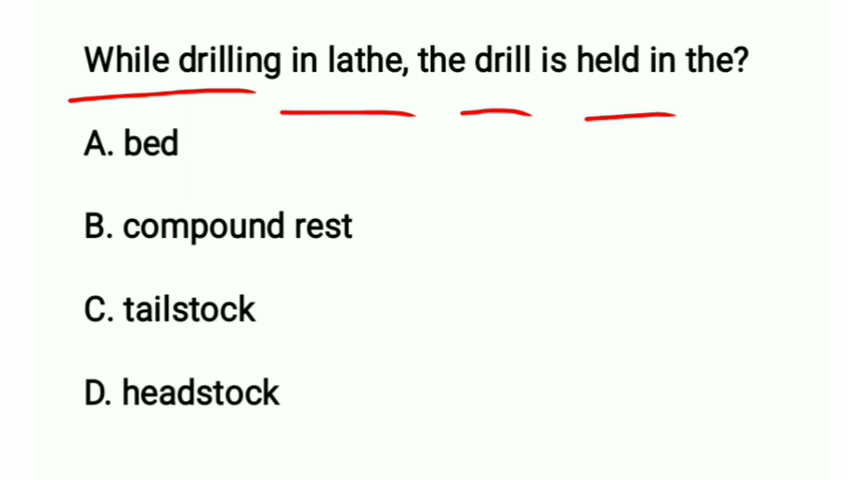 While drilling in lathe, the drill is held in the?
A. bed
B. compound rest
C. tailstock
D. headstock